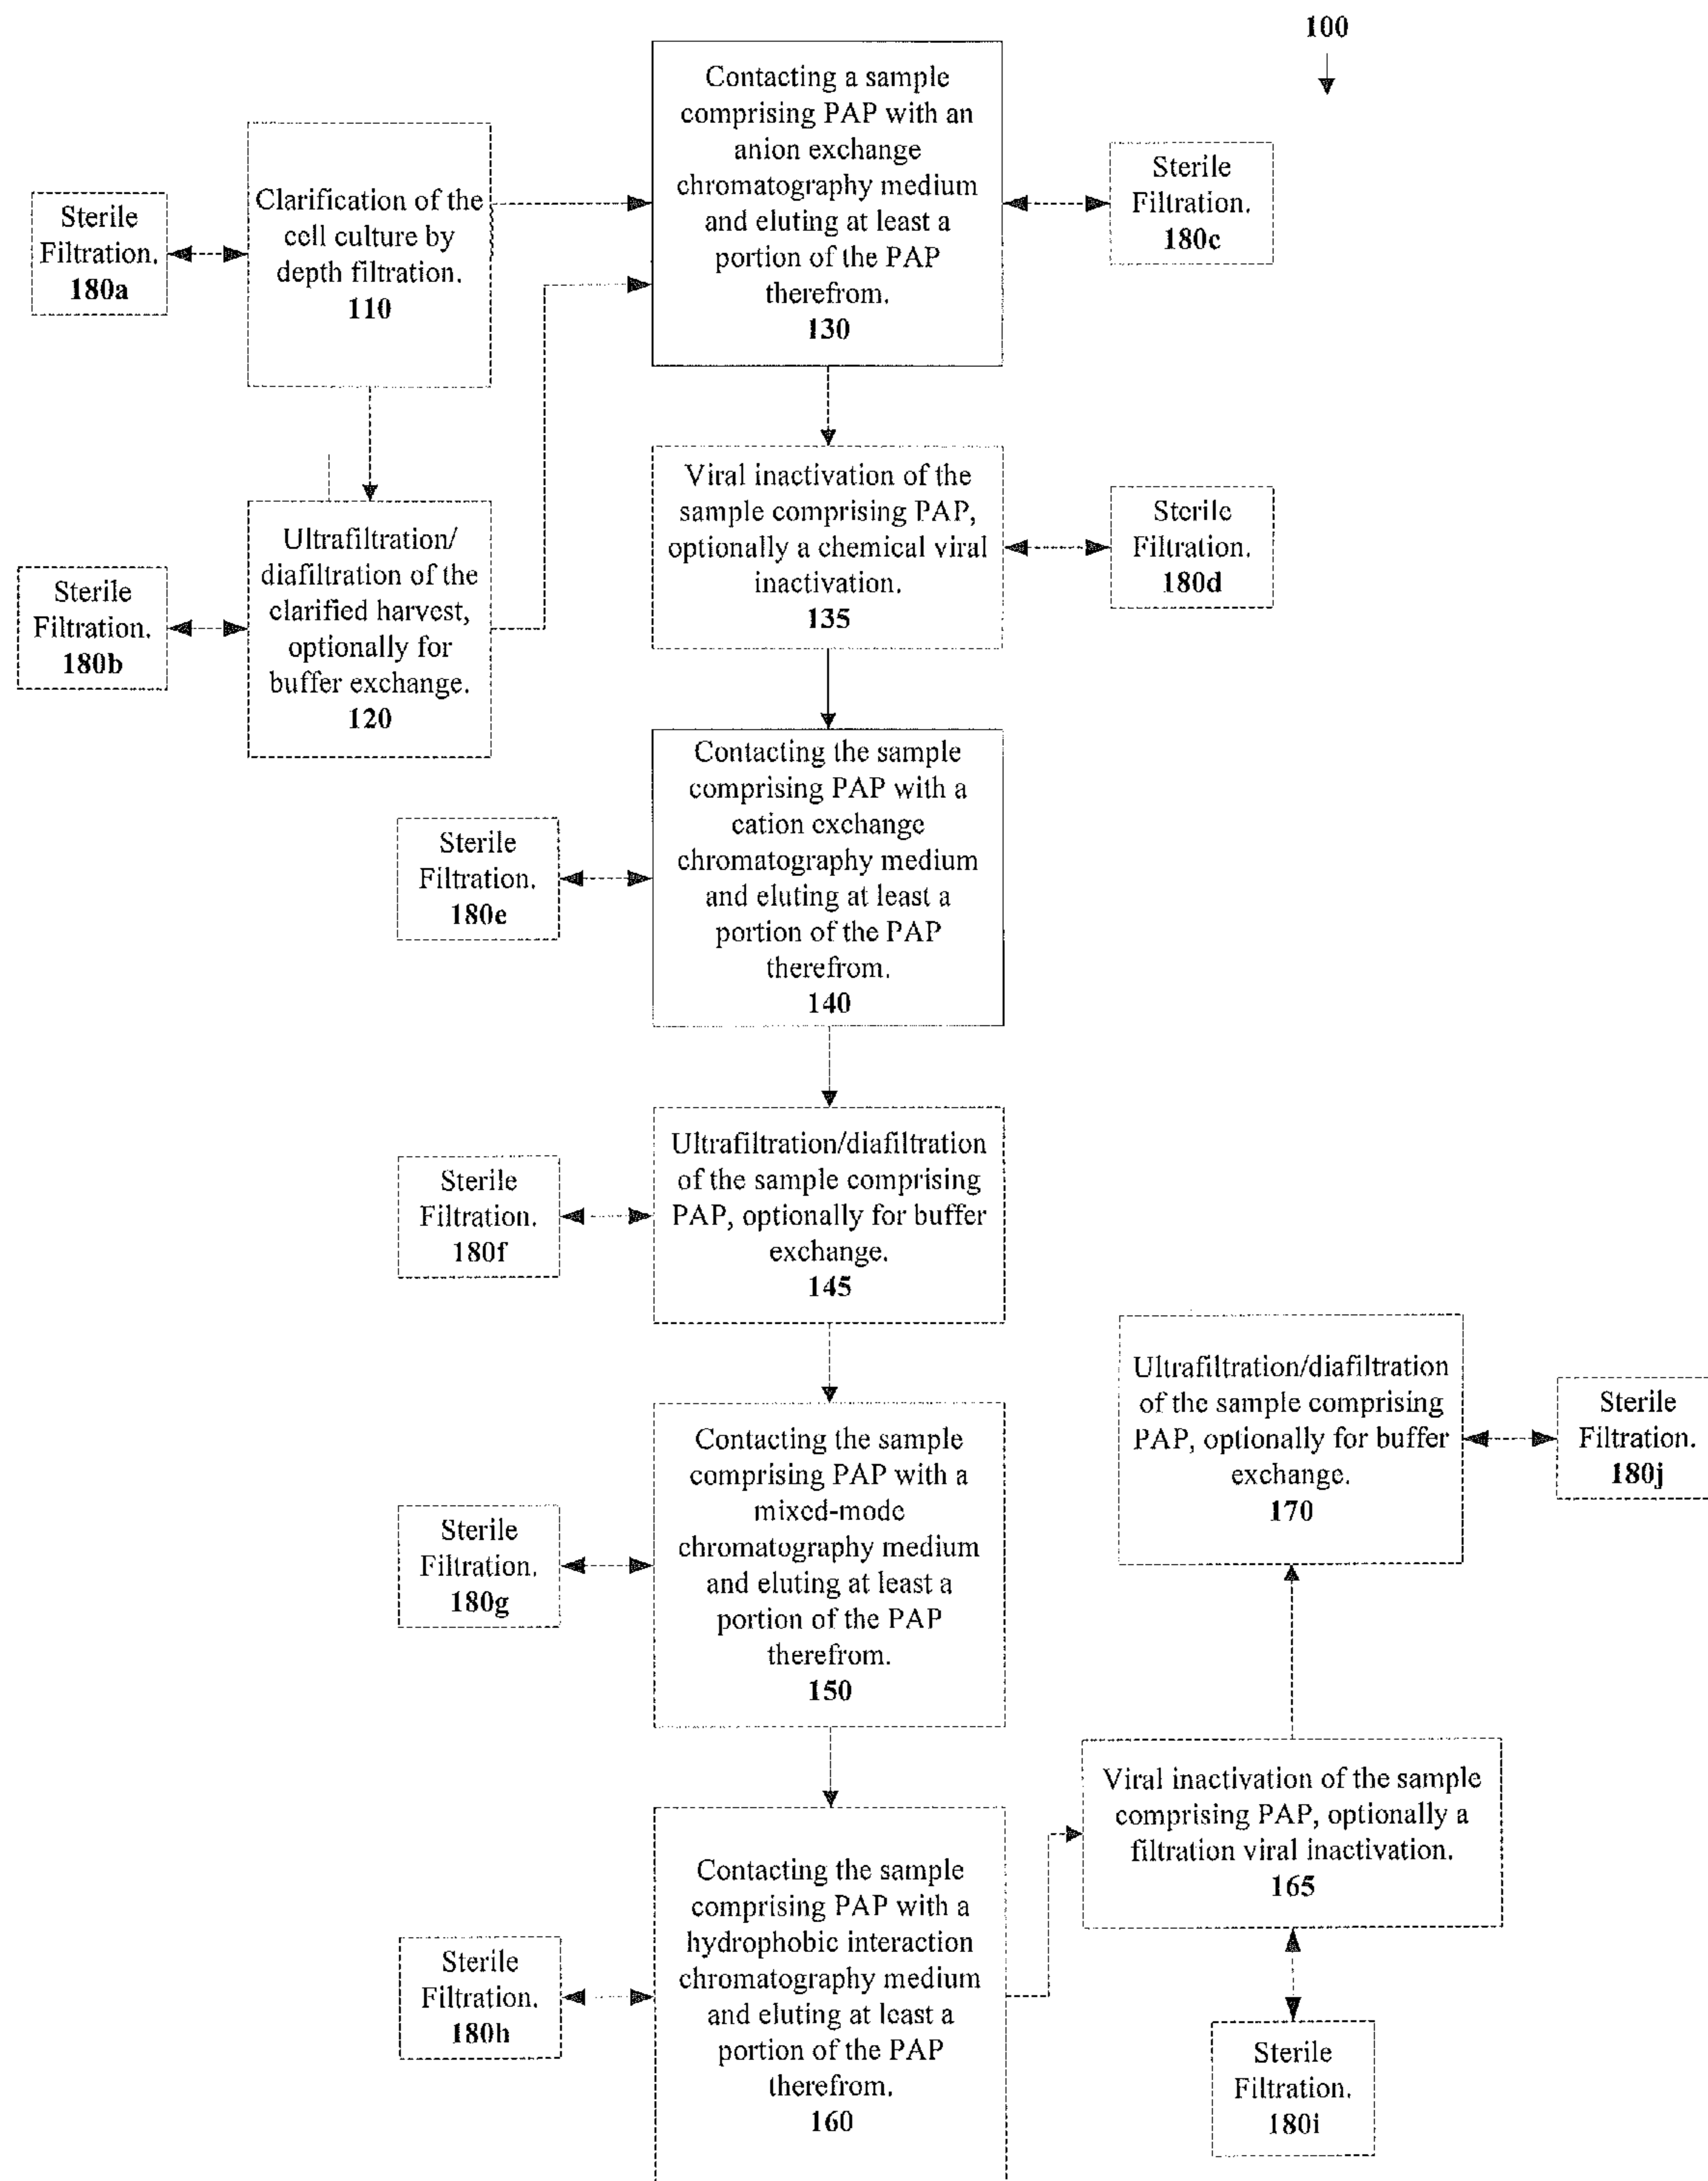 100
Contacting a sample
comprising PAP with an
anion exchange
chromatography medium
and eluting at least a
portion of the PAP
therefrom.
130
Sterile
Filtration.
180c
Clarification of the
cell culture by
depth filtration.
110
Sterile
Filtration.
180a
Viral inactivation of the
sample comprising PAP,
optionally a chemical viral
inactivation.
135
Sterile
Filtration.
180d
Ultrafiltration/
diafiltration of the
clarified harvest,
optionally for
buffer exchange.
120
Sterile
Filtration.
180b
Contacting the sample
comprising PAP with a
cation exchange
chromatography medium
and eluting at least a
portion of the PAP
therefrom.
140
Sterile
Filtration.
180e
Ultrafiltration/diafiltration
of the sample comprising
PAP, optionally for buffer
exchange.
145
Sterile
Filtration.
180f
Contacting the sample
comprising PAP with a
mixed-mode
chromatography medium
and eluting at least a
portion of the PAP
therefrom.
150
Sterile
Filtration.
180g
Contacting the sample
comprising PAP with a
hydrophobic interaction
chromatography medium
and eluting at least a
portion of the PAP
therefrom.
160
Sterile
Filtration.
180h
Viral inactivation of the sample
comprising PAP, optionally a
filtration viral inactivation.
165
Sterile
Filtration.
180i
Ultrafiltration/diafiltration
of the sample comprising
PAP, optionally for buffer
exchange.
170
Sterile
Filtration.
180j